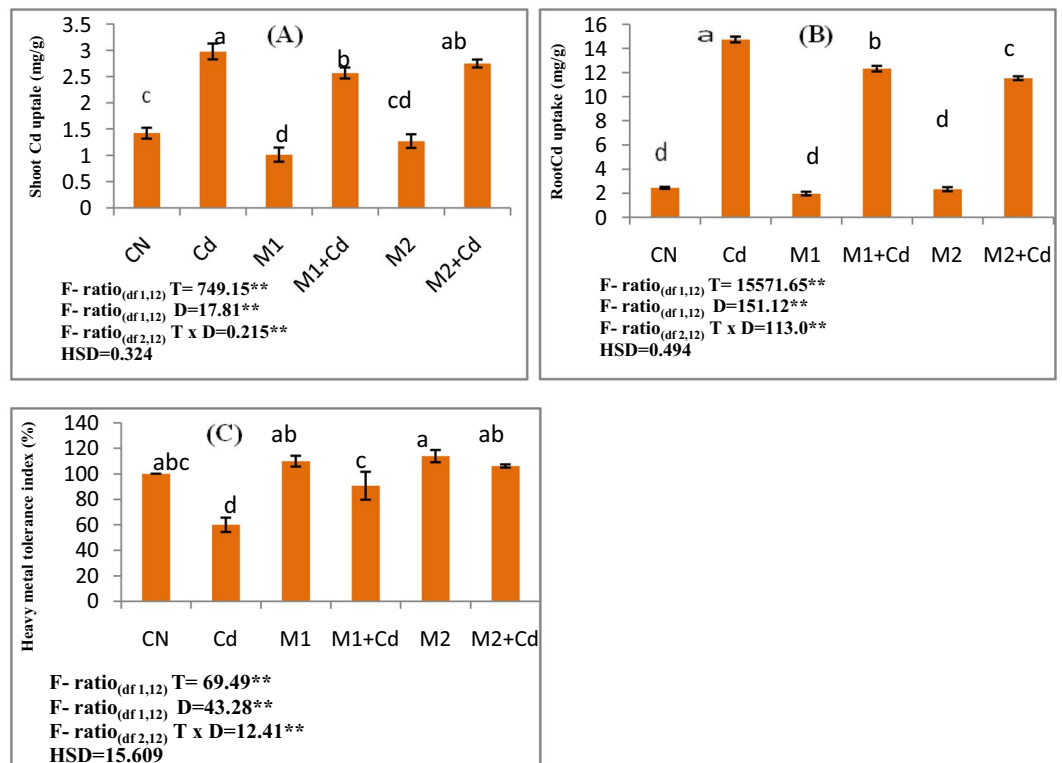 (A)
Shoot Cd uptale (mg/g)
3.5
3
2.5
2
1.5
1
0.5
0
c
a
d
b
cd
ab
CN
Cd
M1
M1+Cd
M2
M2+Cd
F- ratio(df 1,12) T= 749.15**
F- ratio(df 1,12) D=17.81**
F- ratio(df 2,12) T x D=0.215**
HSD=0.324
(B)
RootCd uptake (mg/g)
16
14
12
10
8
6
4
2
0
d
a
d
b
d
c
CN
Cd
M1
M1+Cd
M2
M2+Cd
F- ratio(df 1,12) T= 15571.65**
F- ratio(df 1,12) D=151.12**
F- ratio(df 2,12) T x D=113.0**
HSD=0.494
(C)
Heavy metal tolerance index (%)
140
120
100
80
60
40
20
0
abc
d
ab
c
a
ab
CN
Cd
M1
M1+Cd
M2
M2+Cd
F- ratio(df 1,12) T= 69.49**
F- ratio(df 1,12) D=43.28**
F- ratio(df 2,12) T x D=12.41**
HSD=15.609